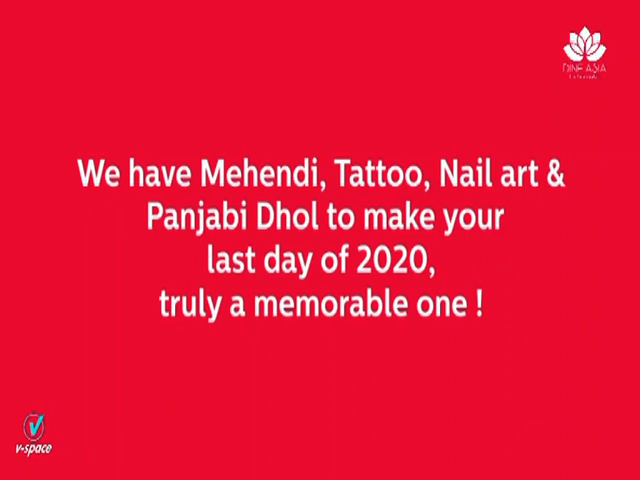 DINE ASIA
We have Mehendi, Tattoo, Nail art &
Panjabi Dhol to make your
last day of 2020,
truly a memorable one !
v-space